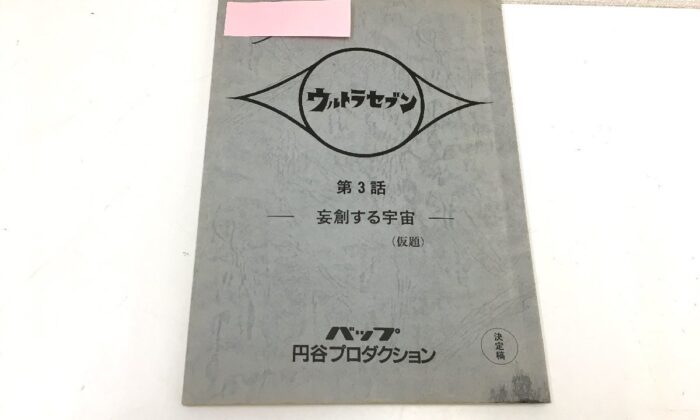 ウルトラセブン
第3話
― 妄創する宇宙 ―
(仮題)
バップ
円谷プロダクション
決定稿